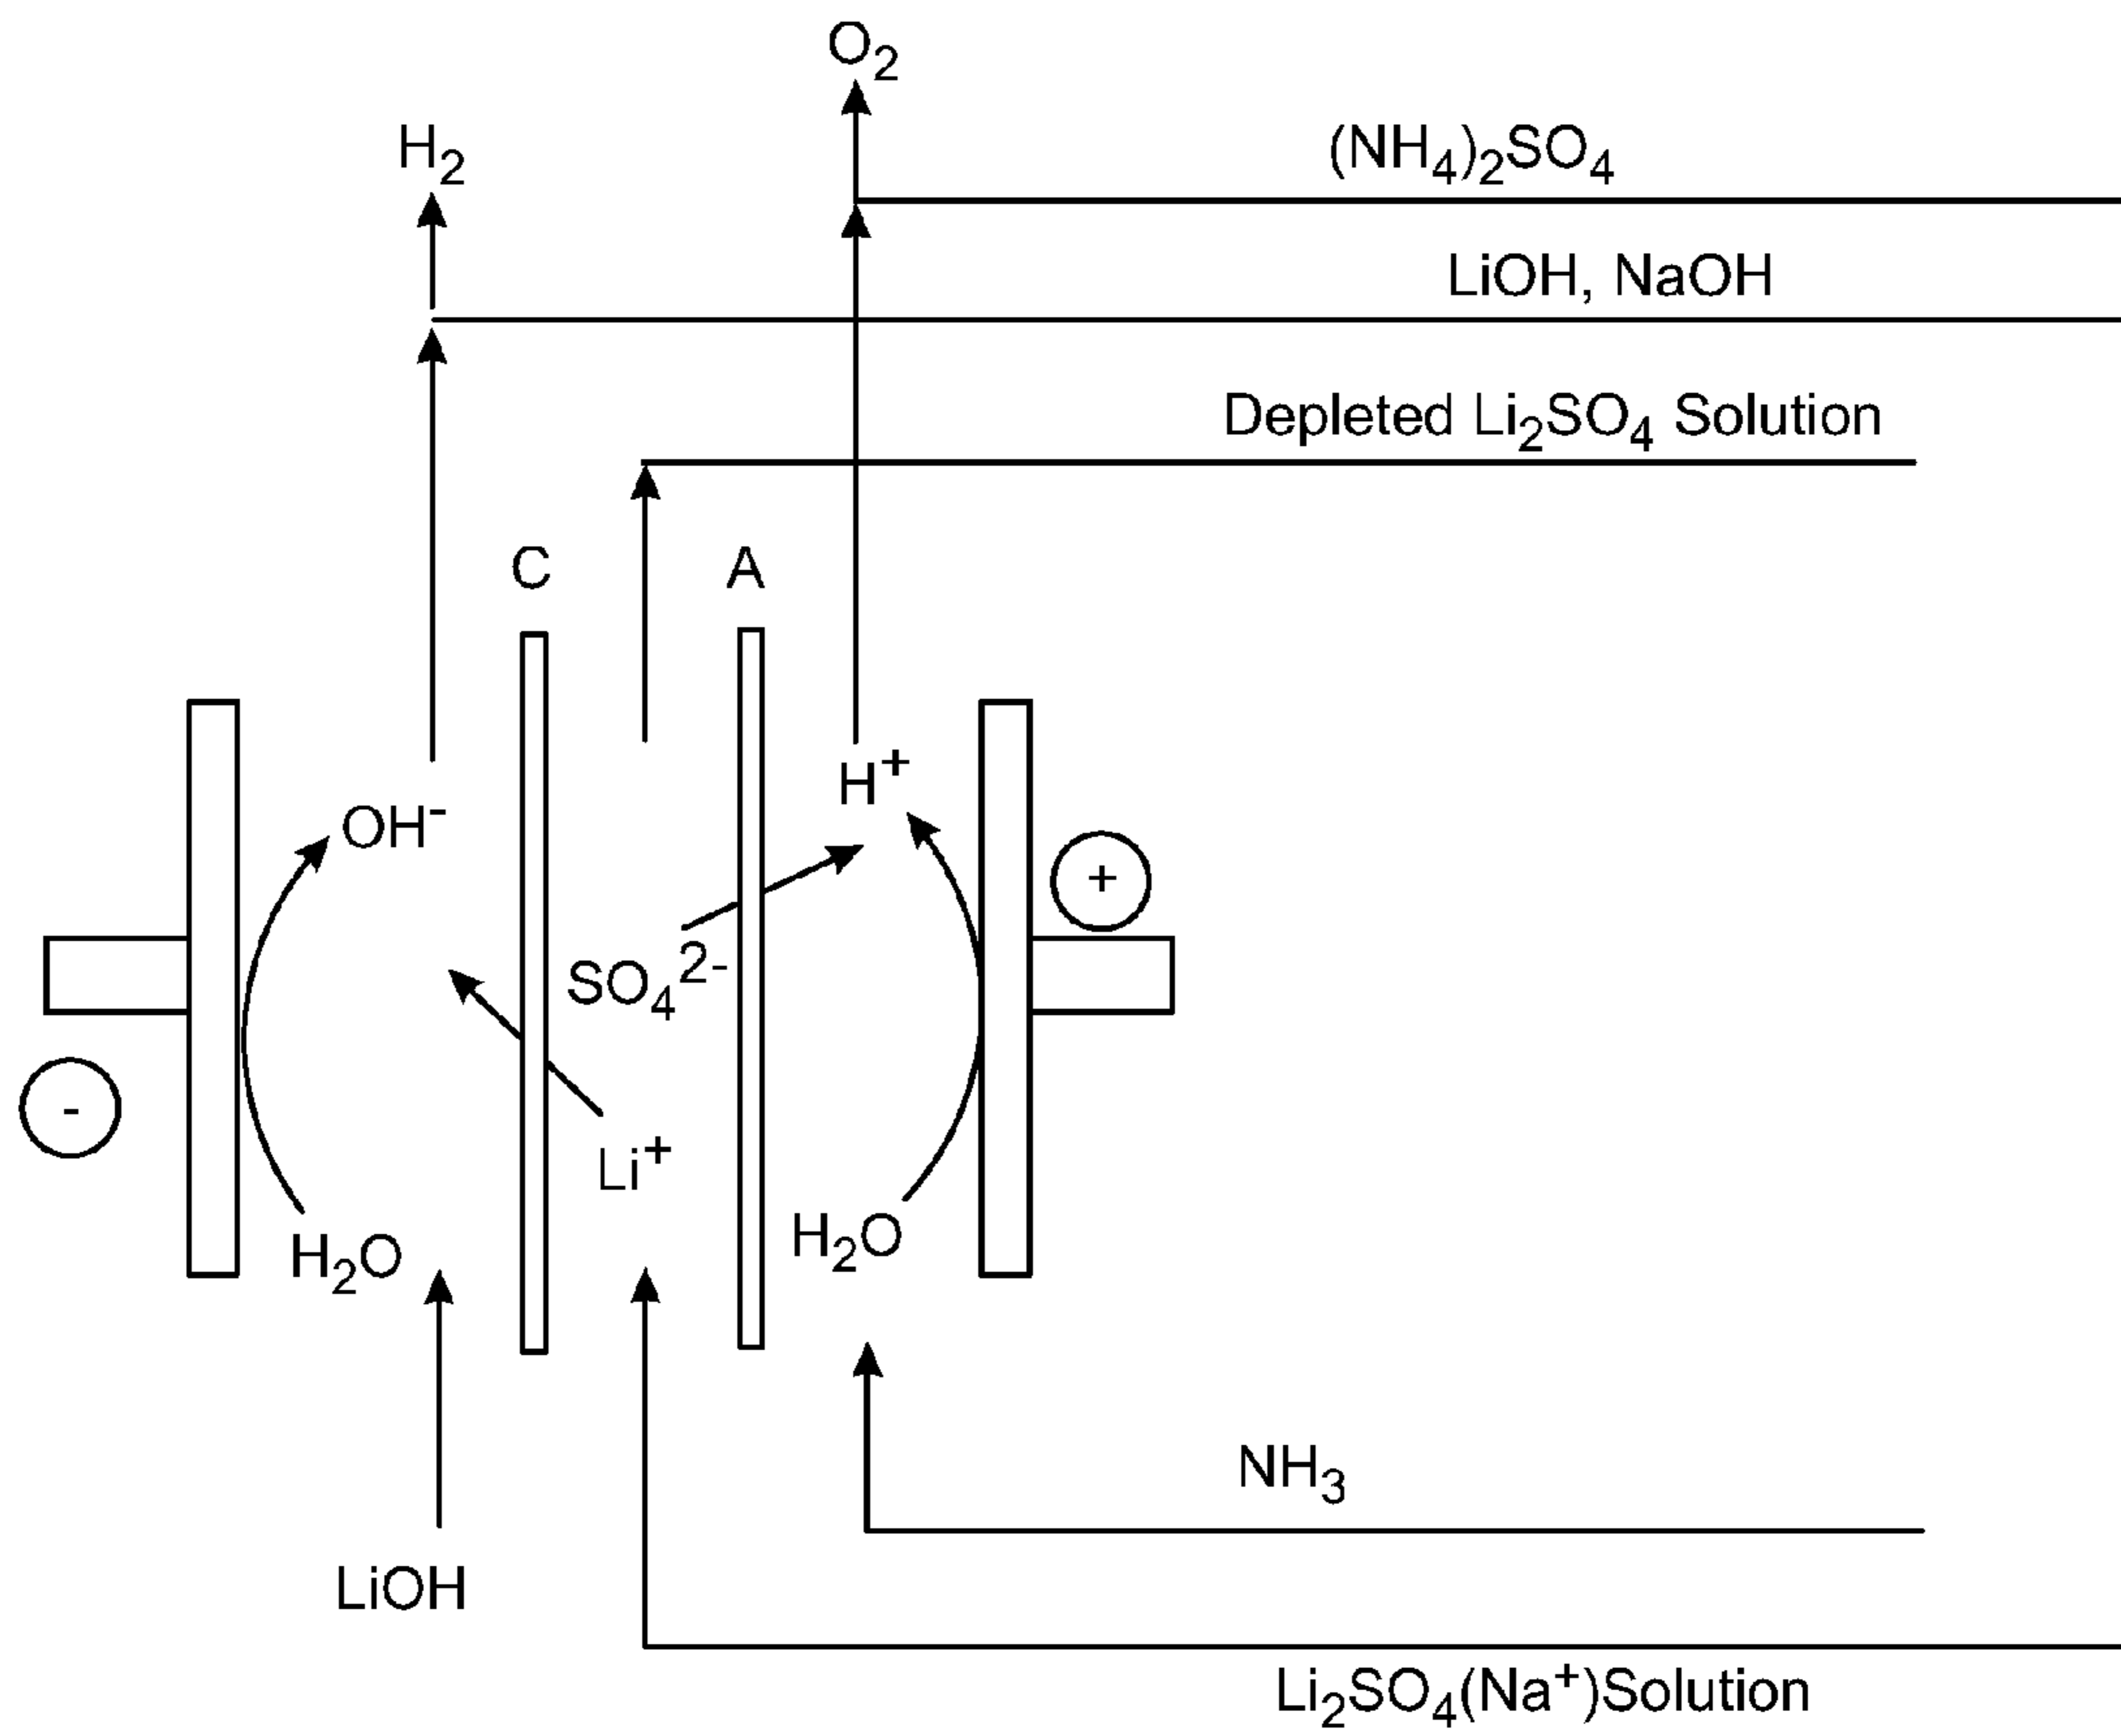 O₂
H₂
(NH₄)₂SO₄
LiOH, NaOH
Depleted Li₂SO₄ Solution
C
A
H⁺
OH⁻
+
SO₄²⁻
-
Li⁺
H₂O
H₂O
NH₃
LiOH
Li₂SO₄(Na⁺)Solution